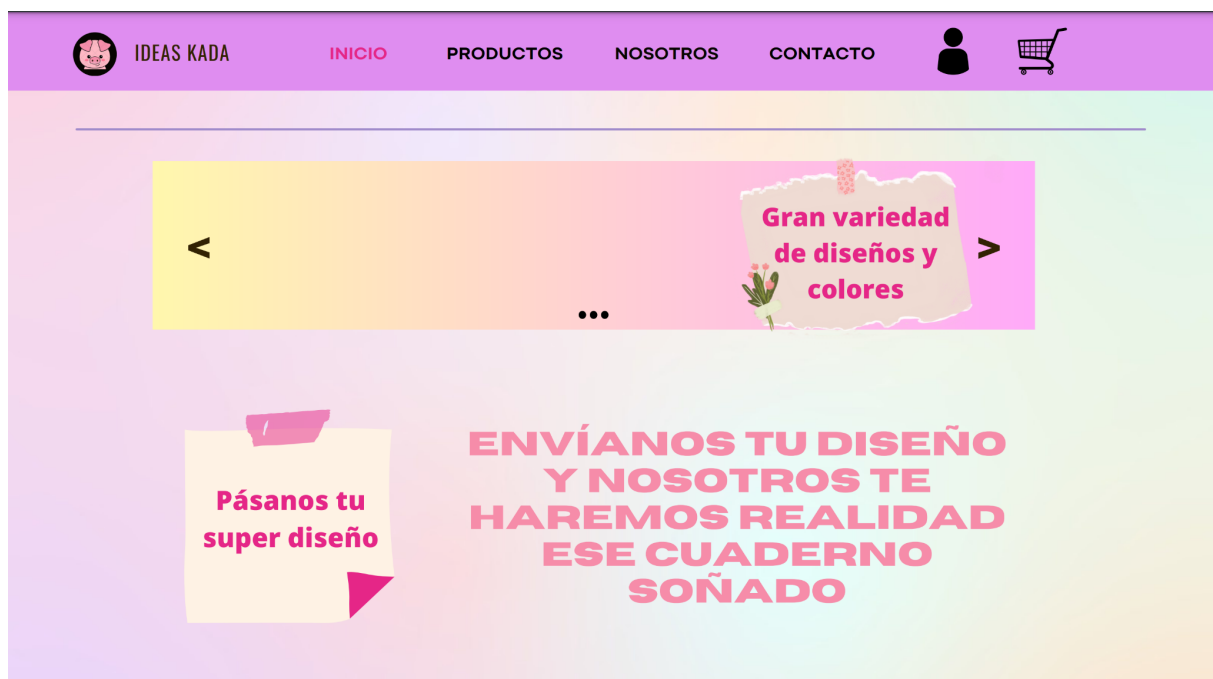 IDEAS KADA
INICIO
PRODUCTOS
NOSOTROS
CONTACTO
<
Gran variedad
de diseños y
colores
>
...
Pásanos tu
super diseño
ENVÍANOS TU DISEÑO
Y NOSOTROS TE
HAREMOS REALIDAD
ESE CUADERNO
SOÑADO